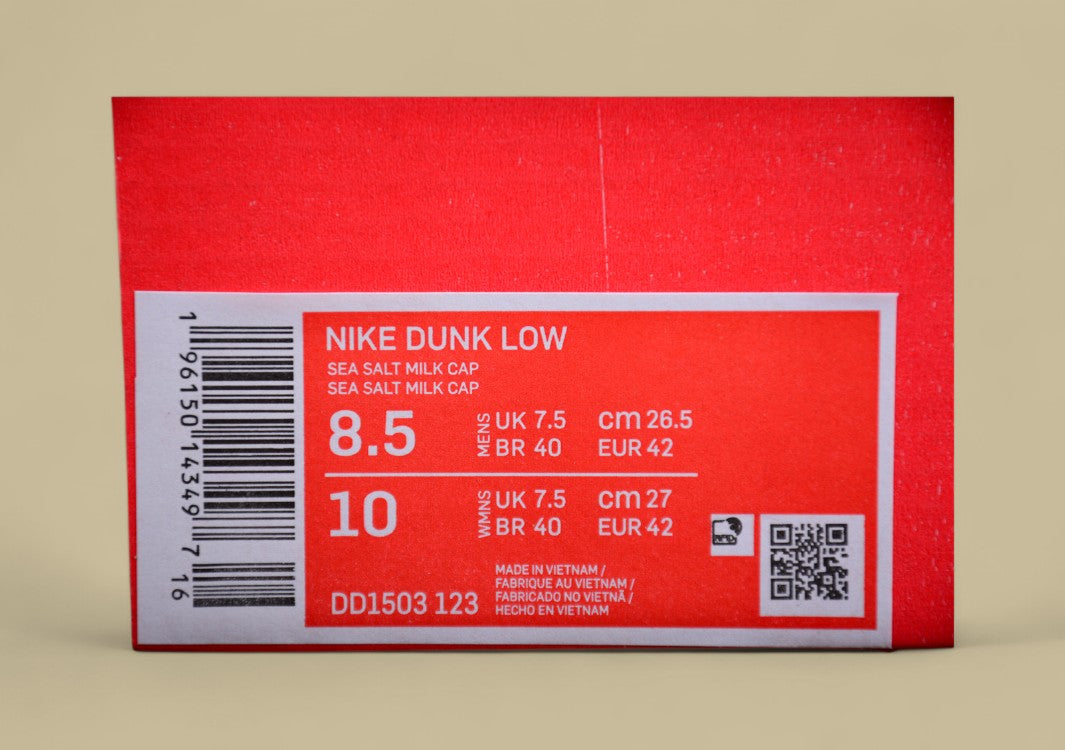 NIKE DUNK LOW
SEA SALT MILK CAP
SEA SALT MILK CAP
8.5 MENS UK 7.5 cm 26.5
BR 40 EUR 42
10 WMNS UK 7.5 cm 27
BR 40 EUR 42
MADE IN VIETNAM /
FABRIQUE AU VIETNAM /
FABRICADO NO VIETNÃ /
HECHO EN VIETNAM
DD1503 123
1 96150 14349 7 16